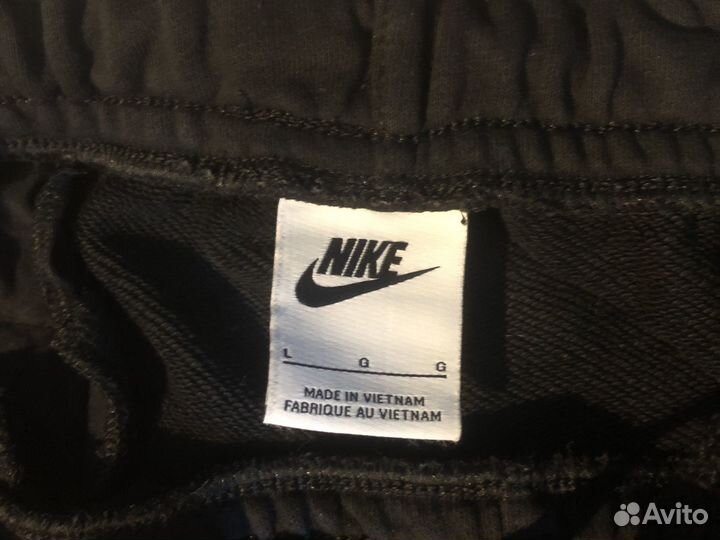 NIKE
L G G
MADE IN VIETNAM
FABRIQUE AU VIETNAM
Avito